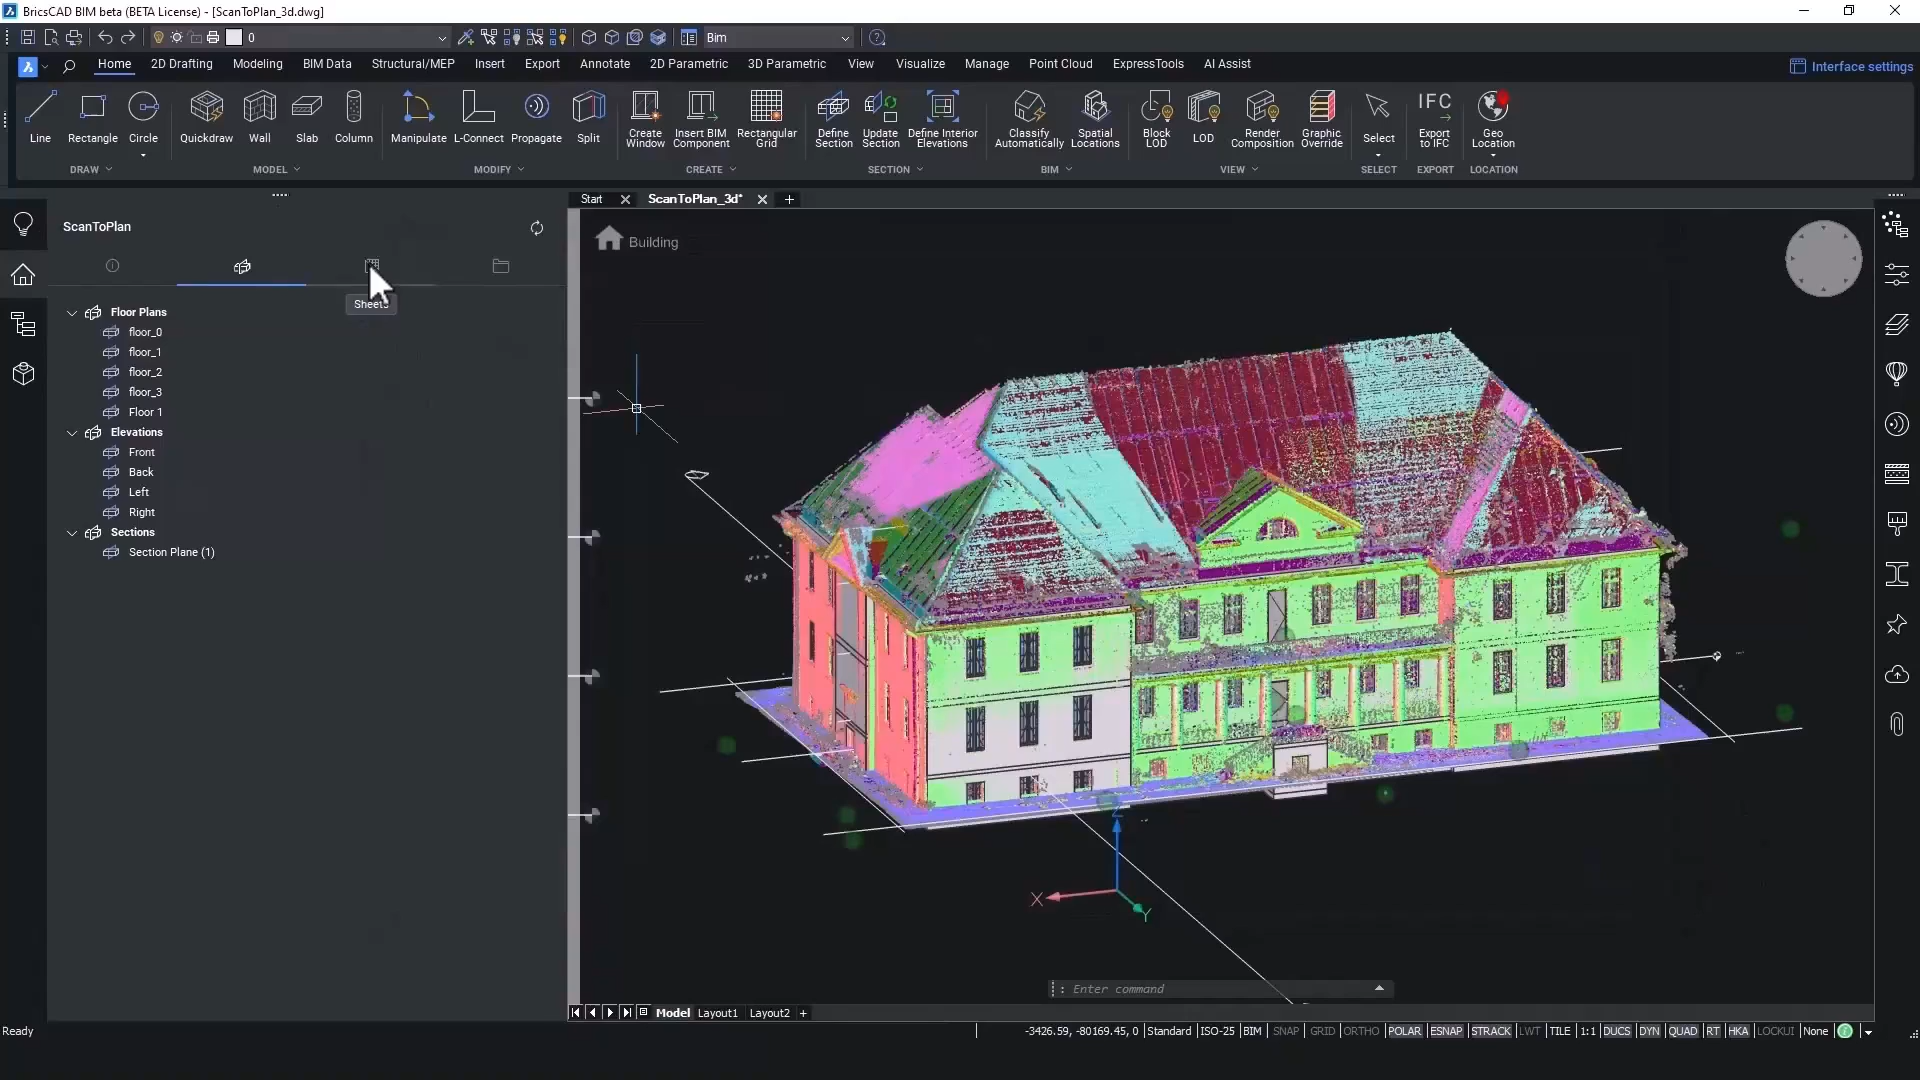 BricsCAD BIM beta (BETA License) - [ScanToPlan_3d.dwg]
0
Bim
Home 2D Drafting Modeling BIM Data Structural/MEP Insert Export Annotate 2D Parametric 3D Parametric View Visualize Manage Point Cloud ExpressTools AI Assist Interface settings
Line Rectangle Circle Quickdraw Wall Slab Column Manipulate L-Connect Propagate Split Create Window Insert BIM Component Rectangular Grid Define Section Update Section Define Interior Elevations Classify Automatically Spatial Locations Block LOD LOD Render Composition Graphic Override Select IFC Export to IFC Geo Location
DRAW MODEL MODIFY CREATE SECTION BIM VIEW SELECT EXPORT LOCATION
Start ScanToPlan_3d*
ScanToPlan
Building
Sheets
Floor Plans
floor_0
floor_1
floor_2
floor_3
Floor 1
Elevations
Front
Back
Left
Right
Sections
Section Plane (1)
Z
X
Y
: Enter command
Model Layout1 Layout2 +
Ready
-3426.59, -80169.45, 0 Standard ISO-25 BIM SNAP GRID ORTHO POLAR ESNAP STRACK LWT TILE 1:1 DUCS DYN QUAD RT HKA LOCKUI None